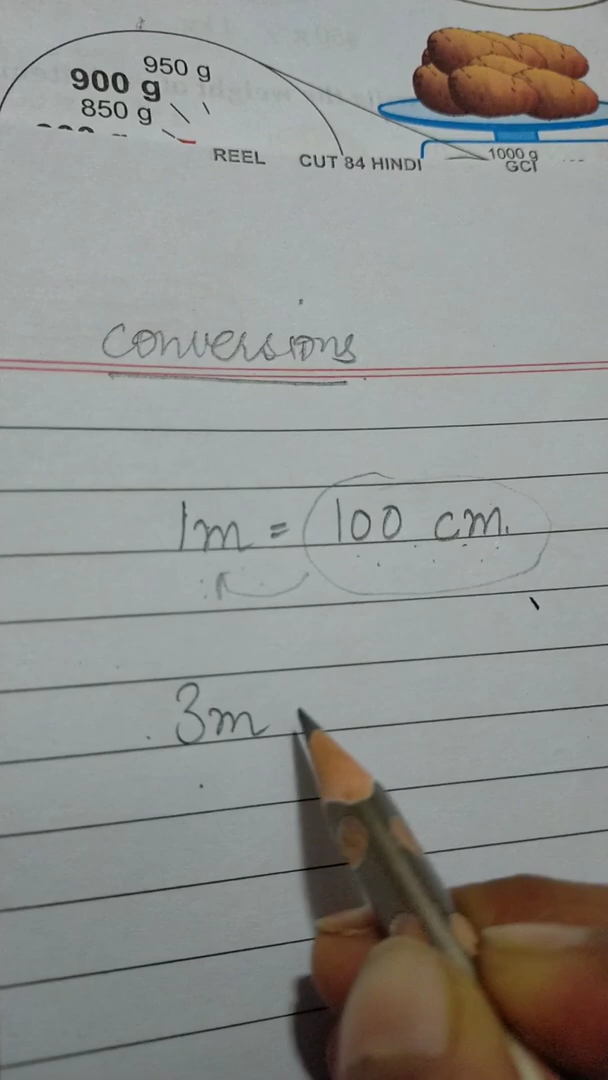 950 g
900 g
850 g
REEL CUT 84 HINDI
1000 g
GCI
conversions
1m = 100 cm.
3m